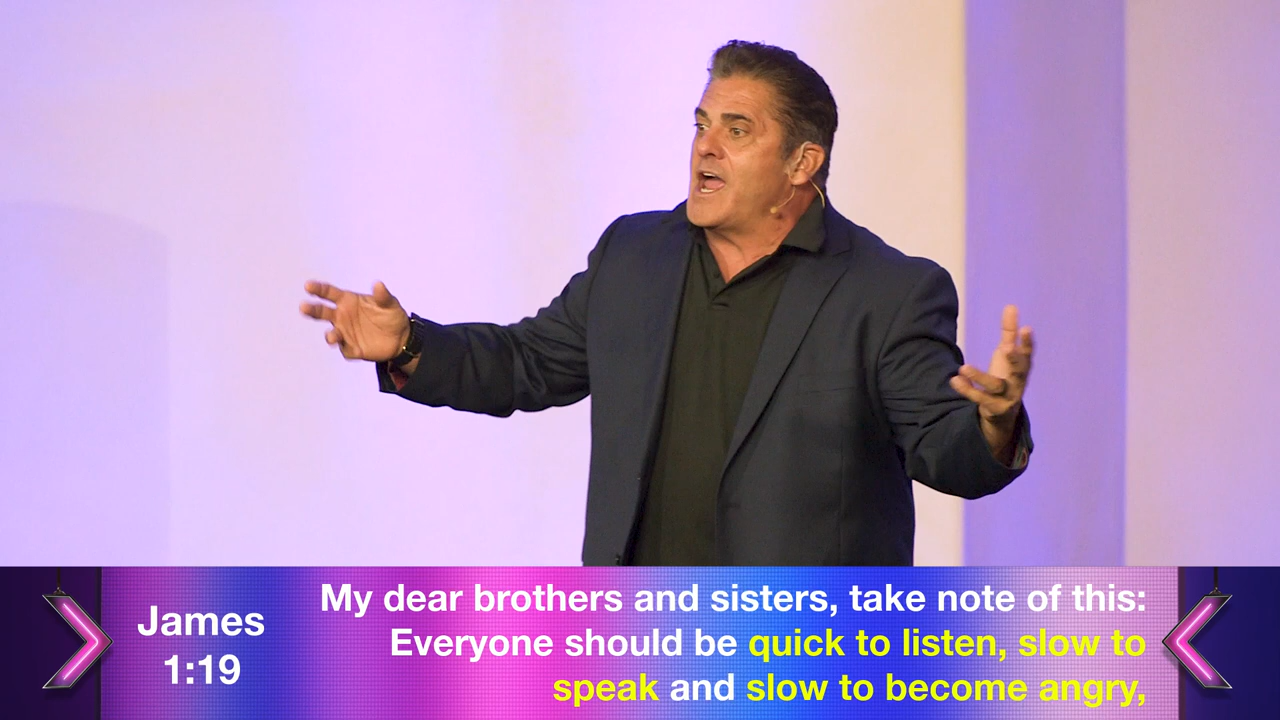 James
1:19
My dear brothers and sisters, take note of this:
Everyone should be quick to listen, slow to
speak and slow to become angry,